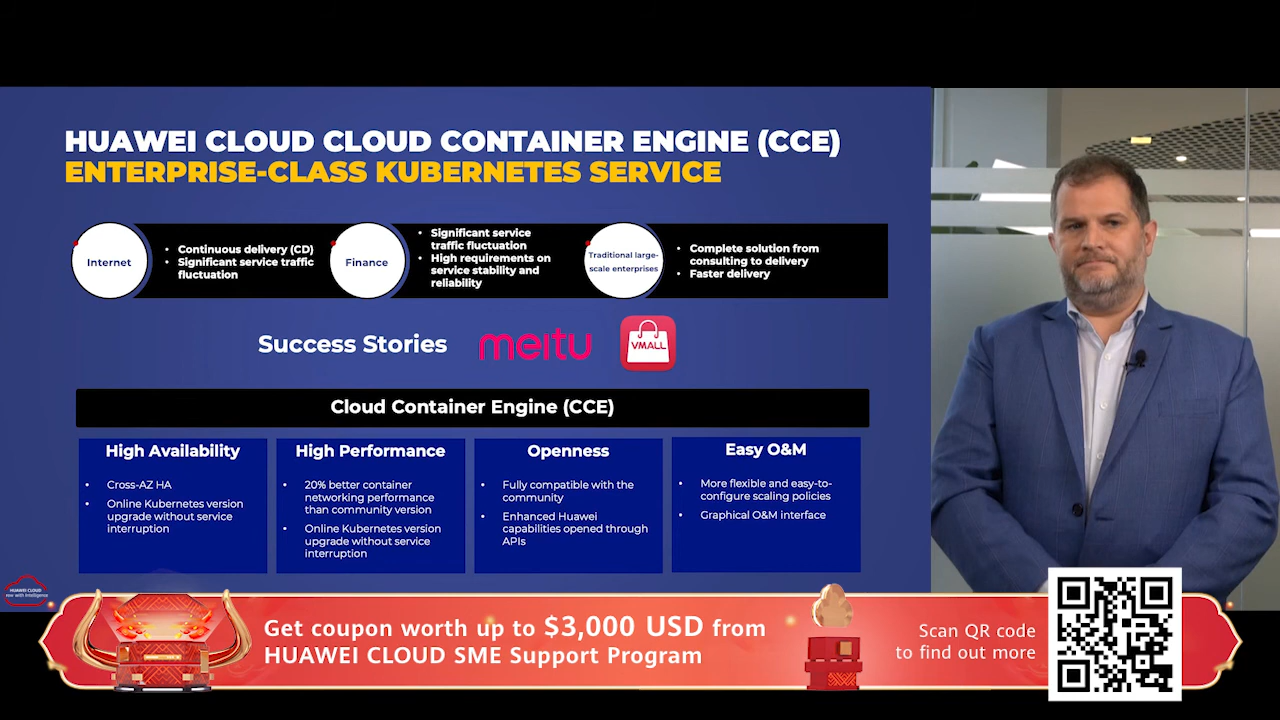 HUAWEI CLOUD CLOUD CONTAINER ENGINE (CCE)
ENTERPRISE-CLASS KUBERNETES SERVICE
Internet
• Continuous delivery (CD)
• Significant service traffic
fluctuation
Finance
• Significant service
traffic fluctuation
• High requirements on
service stability and
reliability
Traditional large-
scale enterprises
• Complete solution from
consulting to delivery
• Faster delivery
Success Stories
meitu
VMALL
Cloud Container Engine (CCE)
High Availability
• Cross-AZ HA
• Online Kubernetes version
upgrade without service
interruption
High Performance
• 20% better container
networking performance
than community version
• Online Kubernetes version
upgrade without service
interruption
Openness
• Fully compatible with the
community
• Enhanced Huawei
capabilities opened through
APIs
Easy O&M
• More flexible and easy-to-
configure scaling policies
• Graphical O&M interface
HUAWEI CLOUD
with Intelligence
Get coupon worth up to $3,000 USD from
HUAWEI CLOUD SME Support Program
Scan QR code
to find out more